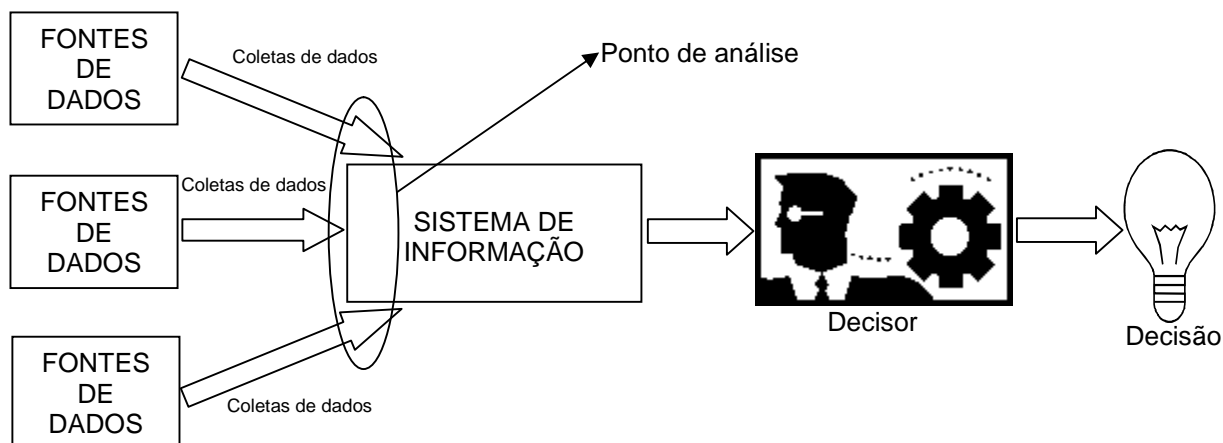 FONTES
DE
DADOS
Coletas de dados
Ponto de análise
FONTES
DE
DADOS
Coletas de dados
SISTEMA DE
INFORMAÇÃO
Decisor
Decisão
FONTES
DE
DADOS
Coletas de dados